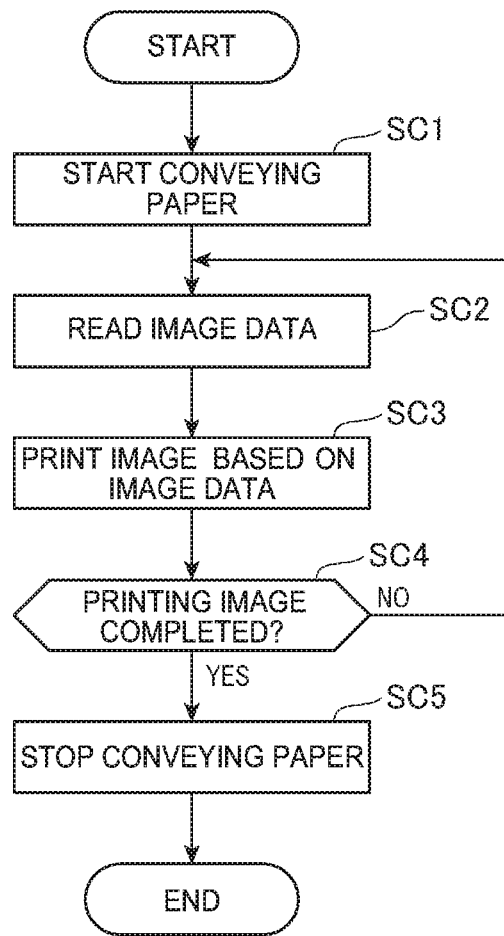 START
SC1
START CONVEYING
PAPER
SC2
READ IMAGE DATA
SC3
PRINT IMAGE BASED ON
IMAGE DATA
SC4
PRINTING IMAGE
COMPLETED?
NO
YES
SC5
STOP CONVEYING PAPER
END